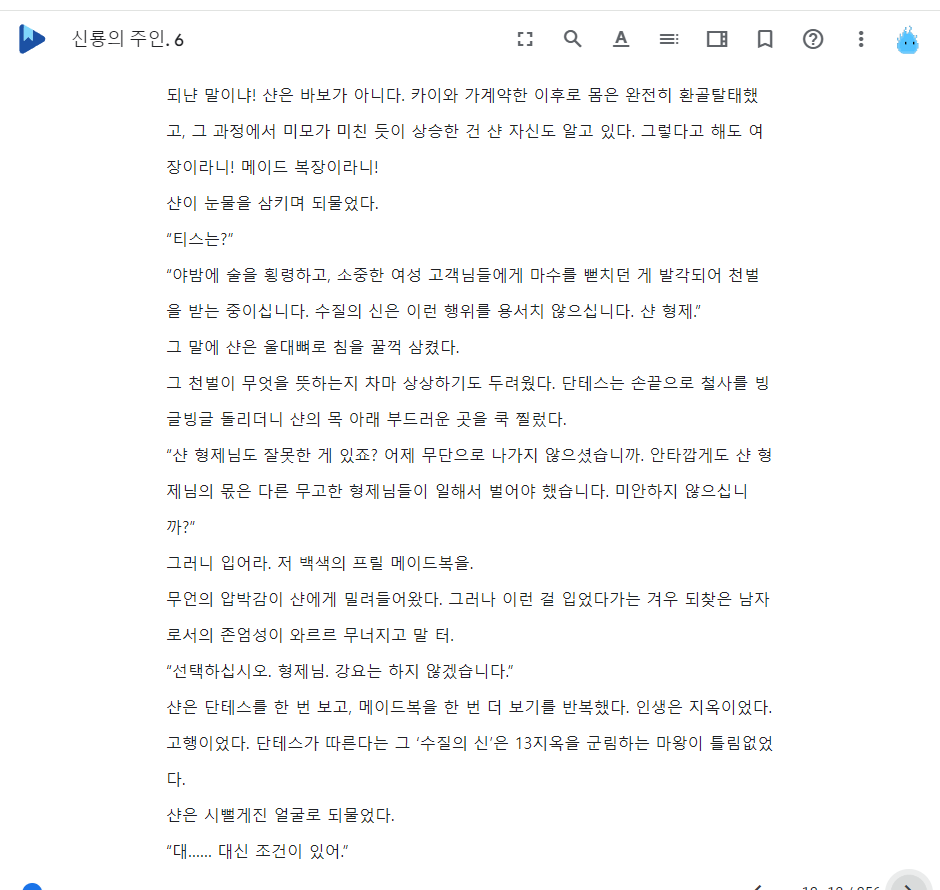 신룡의 주인. 6
되냔 말이냐! 샨은 바보가 아니다. 카이와 가계약한 이후로 몸은 완전히 환골탈태했
고, 그 과정에서 미모가 미친 듯이 상승한 건 샨 자신도 알고 있다. 그렇다고 해도 여
장이라니! 메이드 복장이라니!
샨이 눈물을 삼키며 되물었다.
“티스는?”
“야밤에 술을 횡령하고, 소중한 여성 고객님들에게 마수를 뻗치던 게 발각되어 천벌
을 받는 중이십니다. 수질의 신은 이런 행위를 용서치 않으십니다. 샨 형제.”
그 말에 샨은 울대뼈로 침을 꿀꺽 삼켰다.
그 천벌이 무엇을 뜻하는지 차마 상상하기도 두려웠다. 단테스는 손끝으로 철사를 빙
글빙글 돌리더니 샨의 목 아래 부드러운 곳을 쿡 찔렀다.
“샨 형제님도 잘못한 게 있죠? 어제 무단으로 나가지 않으셨습니까. 안타깝게도 샨 형
제님의 몫은 다른 무고한 형제님들이 일해서 벌어야 했습니다. 미안하지 않으십니
까?”
그러니 입어라. 저 백색의 프릴 메이드복을.
무언의 압박감이 샨에게 밀려들어왔다. 그러나 이런 걸 입었다가는 겨우 되찾은 남자
로서의 존엄성이 와르르 무너지고 말 터.
“선택하십시오. 형제님. 강요는 하지 않겠습니다.”
샨은 단테스를 한 번 보고, 메이드복을 한 번 더 보기를 반복했다. 인생은 지옥이었다.
고행이었다. 단테스가 따른다는 그 ‘수질의 신’은 13지옥을 군림하는 마왕이 틀림없었
다.
샨은 시뻘게진 얼굴로 되물었다.
“대...... 대신 조건이 있어.”